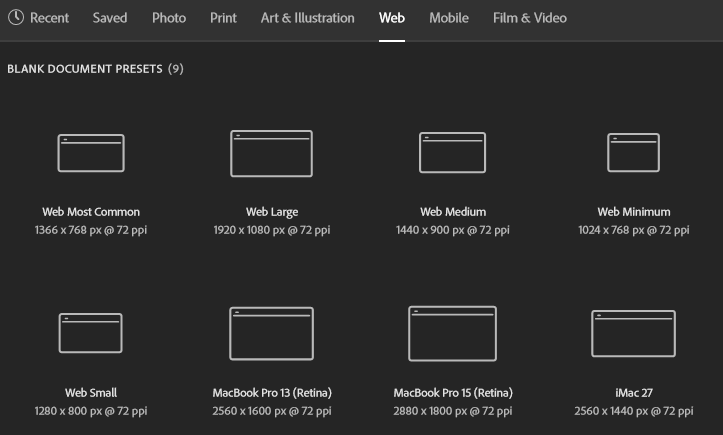 Recent Saved Photo Print Art & Illustration Web Mobile Film & Video
BLANK DOCUMENT PRESETS (9)
Web Most Common
1366 x 768 px @ 72 ppi
Web Large
1920 x 1080 px @ 72 ppi
Web Medium
1440 x 900 px @ 72 ppi
Web Minimum
1024 x 768 px @ 72 ppi
Web Small
1280 x 800 px @ 72 ppi
MacBook Pro 13 (Retina)
2560 x 1600 px @ 72 ppi
MacBook Pro 15 (Retina)
2880 x 1800 px @ 72 ppi
iMac 27
2560 x 1440 px @ 72 ppi